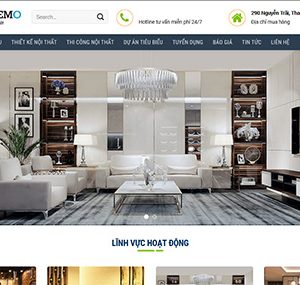 EMO
Search...
Hotline tư vấn miễn phí 24/7
290 Nguyễn Trãi, Tha
Địa chỉ mua hàng
U THIẾT KẾ NỘI THẤT THI CÔNG NỘI THẤT DỰ ÁN TIÊU BIỂU TUYỂN DỤNG BÁO GIÁ TIN TỨC LIÊN HỆ
LĨNH VỰC HOẠT ĐỘNG